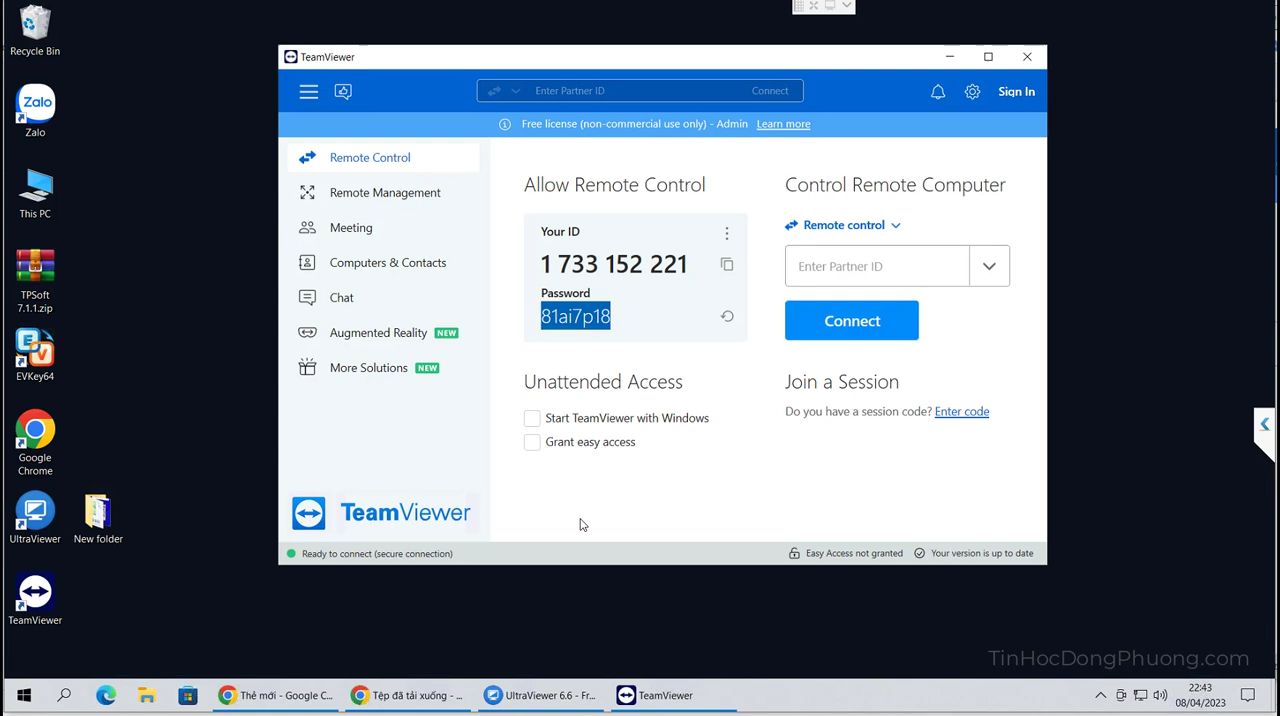 Recycle Bin
Zalo
Zalo
This PC
TPSoft
7.1.1.zip
EVKey64
Google
Chrome
UltraViewer
New folder
TeamViewer
TeamViewer
Enter Partner ID
Connect
Sign In
Free license (non-commercial use only) - Admin Learn more
Remote Control
Remote Management
Meeting
Computers & Contacts
Chat
Augmented Reality NEW
More Solutions NEW
TeamViewer
Allow Remote Control
Your ID
1 733 152 221
Password
81ai7p18
Unattended Access
Start TeamViewer with Windows
Grant easy access
Control Remote Computer
Remote control
Enter Partner ID
Connect
Join a Session
Do you have a session code? Enter code
Ready to connect (secure connection)
Easy Access not granted
Your version is up to date
TinHocDongPhuong.com
Thẻ mới - Google C...
Tệp đã tải xuống - ...
UltraViewer 6.6 - Fr...
TeamViewer
22:43
08/04/2023